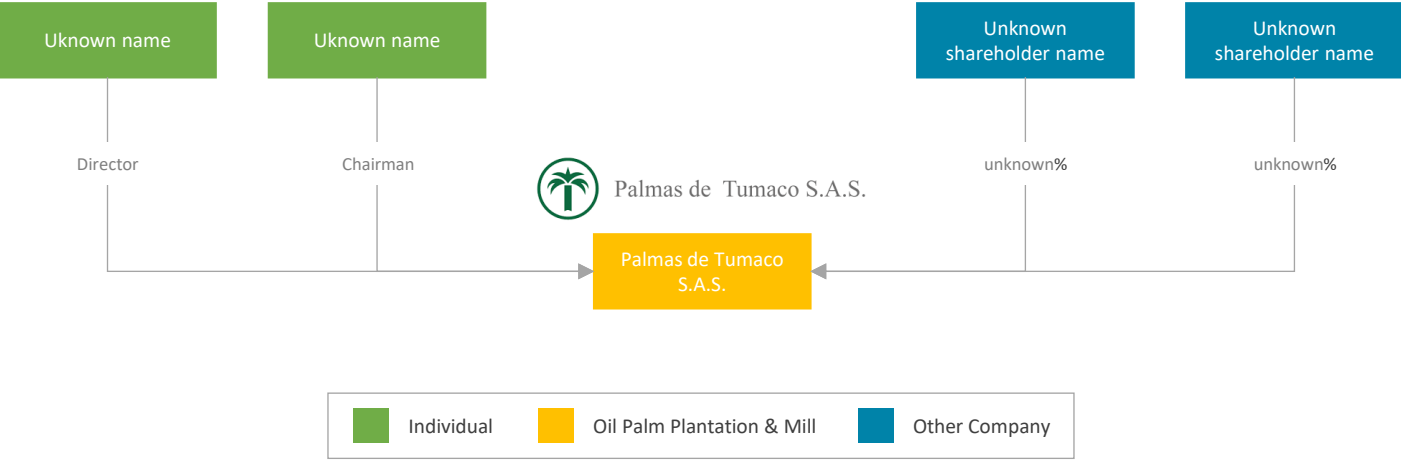 Uknown name
Uknown name
Unknown
shareholder name
Unknown
shareholder name
Director
Chairman
unknown%
unknown%
Palmas de Tumaco S.A.S.
Palmas de Tumaco
S.A.S.
Individual
Oil Palm Plantation & Mill
Other Company